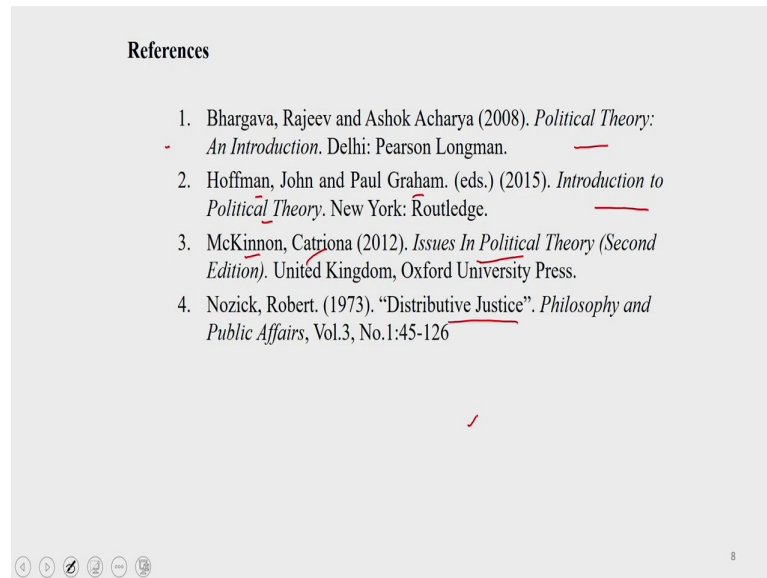 References
1. Bhargava, Rajeev and Ashok Acharya (2008). Political Theory:
An Introduction. Delhi: Pearson Longman.
2. Hoffman, John and Paul Graham. (eds.) (2015). Introduction to
Political Theory. New York: Routledge.
3. McKinnon, Catriona (2012). Issues In Political Theory (Second
Edition). United Kingdom, Oxford University Press.
4. Nozick, Robert. (1973). “Distributive Justice”. Philosophy and
Public Affairs, Vol.3, No.1:45-126
8